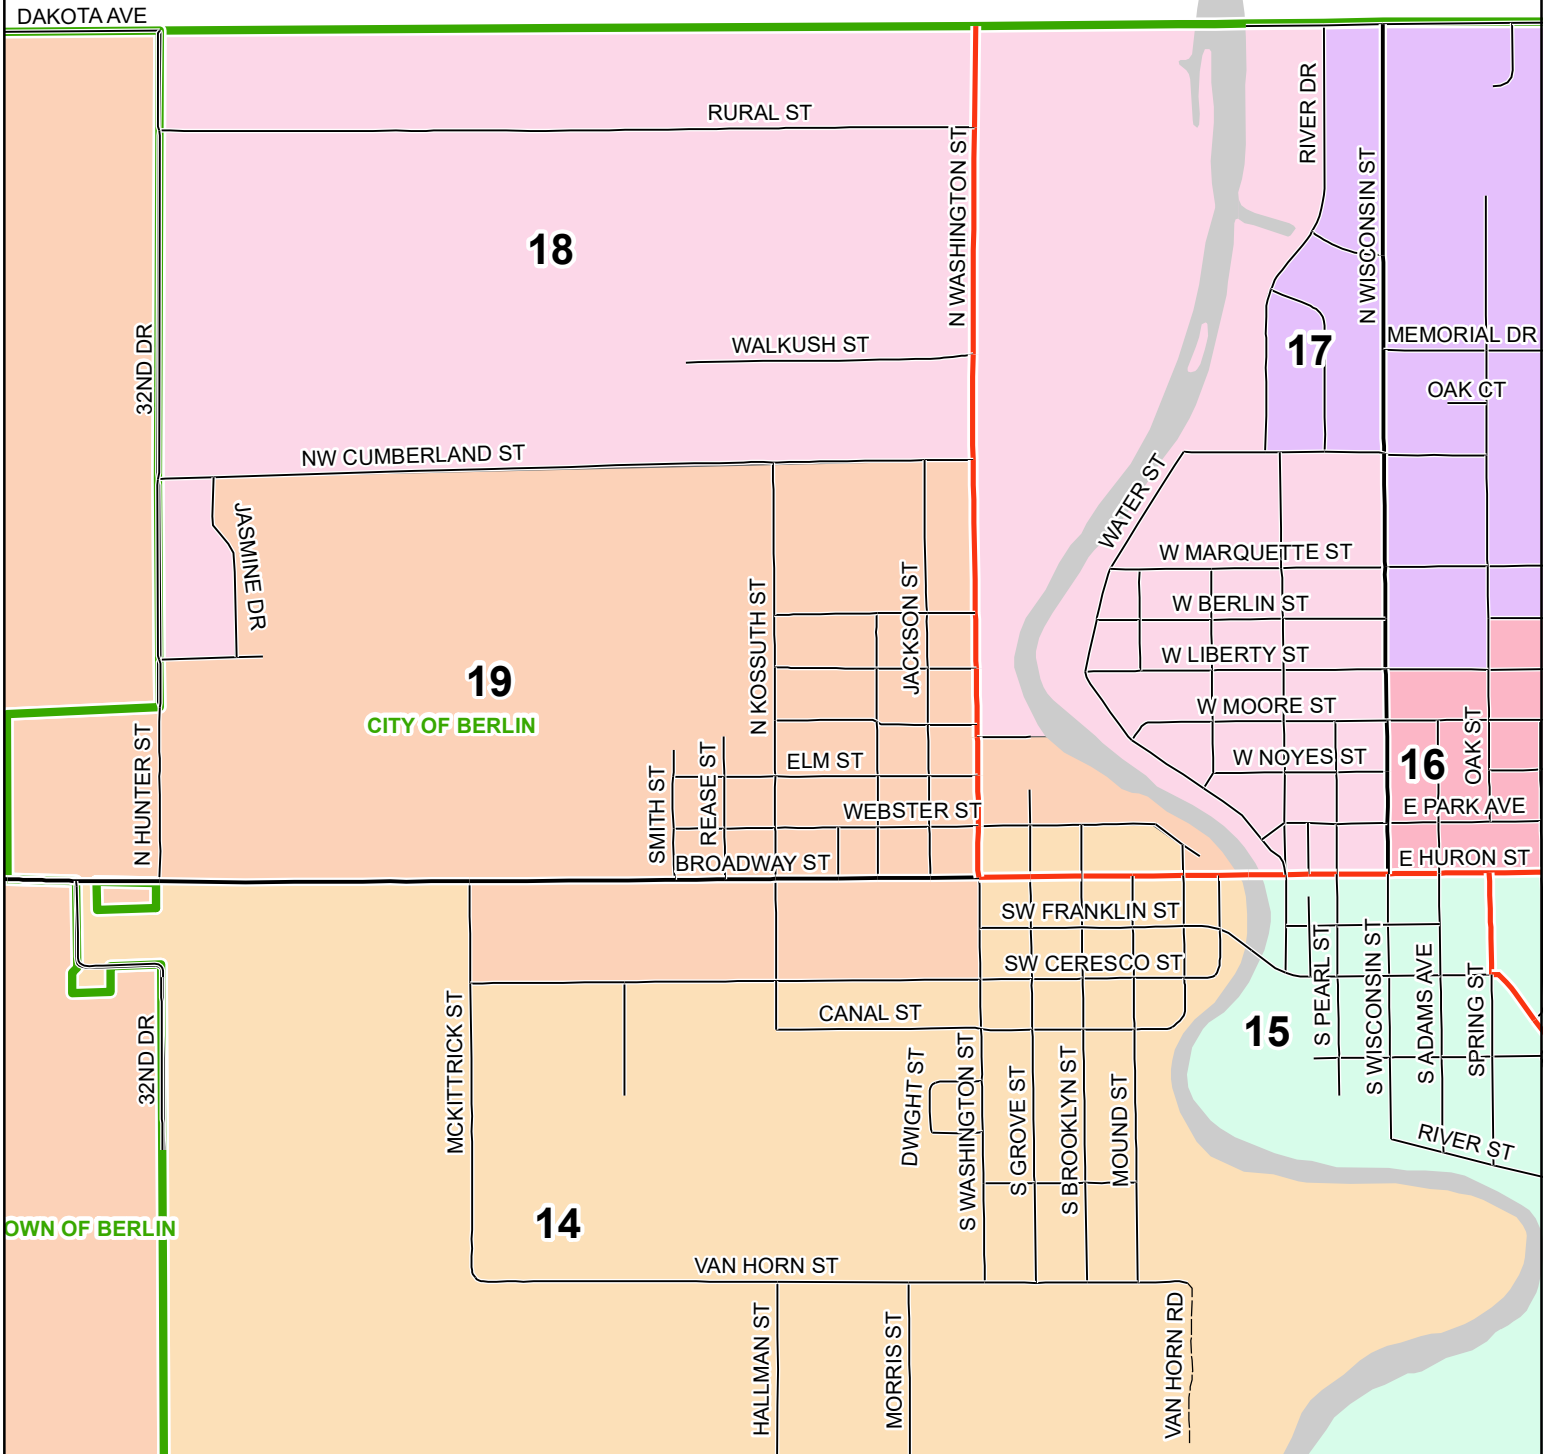 DAKOTA AVE
RURAL ST
RIVER DR
N WASHINGTON ST
N WISCONSIN ST
18
32ND DR
WALKUSH ST
17
MEMORIAL DR
OAK CT
NW CUMBERLAND ST
WATER ST
JASMINE DR
W MARQUETTE ST
N KOSSUTH ST
JACKSON ST
W BERLIN ST
W LIBERTY ST
19
CITY OF BERLIN
W MOORE ST
OAK ST
N HUNTER ST
SMITH ST
REASE ST
ELM ST
W NOYES ST
16
WEBSTER ST
E PARK AVE
BROADWAY ST
E HURON ST
SW FRANKLIN ST
SW CERESCO ST
CANAL ST
MCKITTRICK ST
32ND DR
S PEARL ST
S WISCONSIN ST
S ADAMS AVE
SPRING ST
15
DWIGHT ST
S WASHINGTON ST
S GROVE ST
S BROOKLYN ST
MOUND ST
RIVER ST
14
OWN OF BERLIN
VAN HORN ST
HALLMAN ST
MORRIS ST
VAN HORN RD